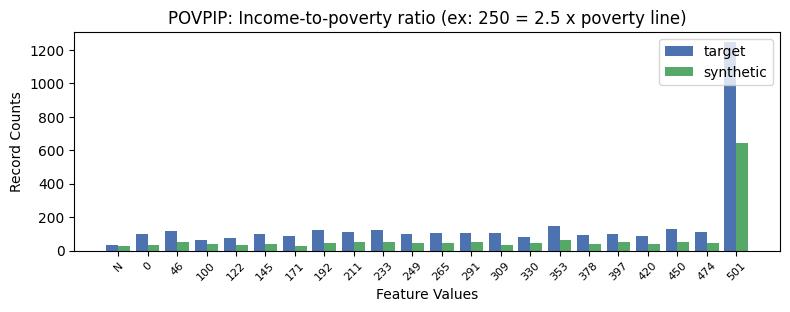 POVPIP: Income-to-poverty ratio (ex: 250 = 2.5 x poverty line)
target
synthetic
Record Counts
1200
1000
800
600
400
200
0
N 0 46 100 122 145 171 192 211 233 249 265 291 309 330 353 378 397 420 450 474 501
Feature Values